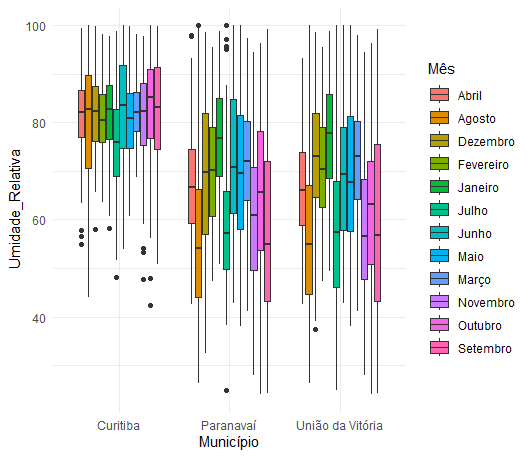 100
80
60
40
Umidade_Relativa
Curitiba
Paranavaí
União da Vitória
Município
Mês
Abril
Agosto
Dezembro
Fevereiro
Janeiro
Julho
Junho
Maio
Março
Novembro
Outubro
Setembro